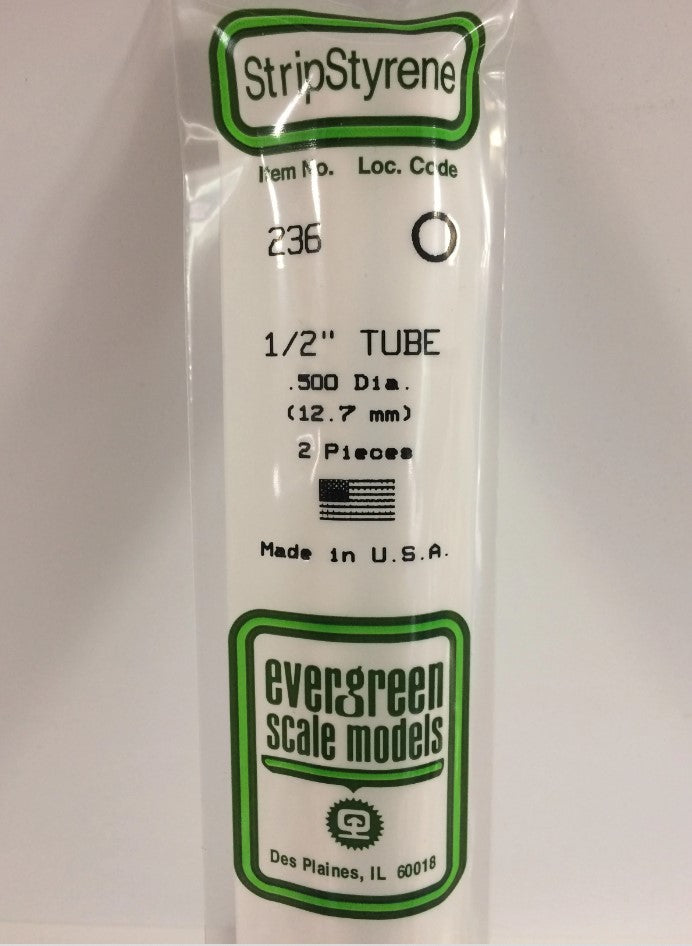 StripStyrene
Item No. Loc. Code
236
1/2" TUBE
.500 Dia.
(12.7 mm)
2 Pieces
Made in U.S.A.
evergreen
scale models
Des Plaines, IL 60018